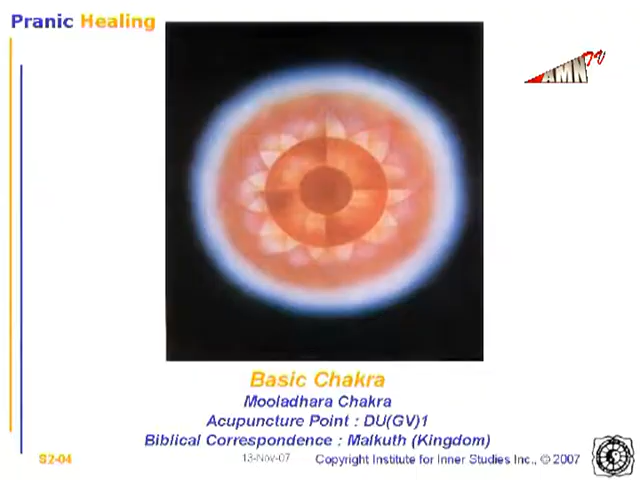 Pranic Healing
AMN TV
Basic Chakra
Mooladhara Chakra
Acupuncture Point : DU(GV)1
Biblical Correspondence : Malkuth (Kingdom)
S2-04
13-Nov-07
Copyright Institute for Inner Studies Inc., © 2007